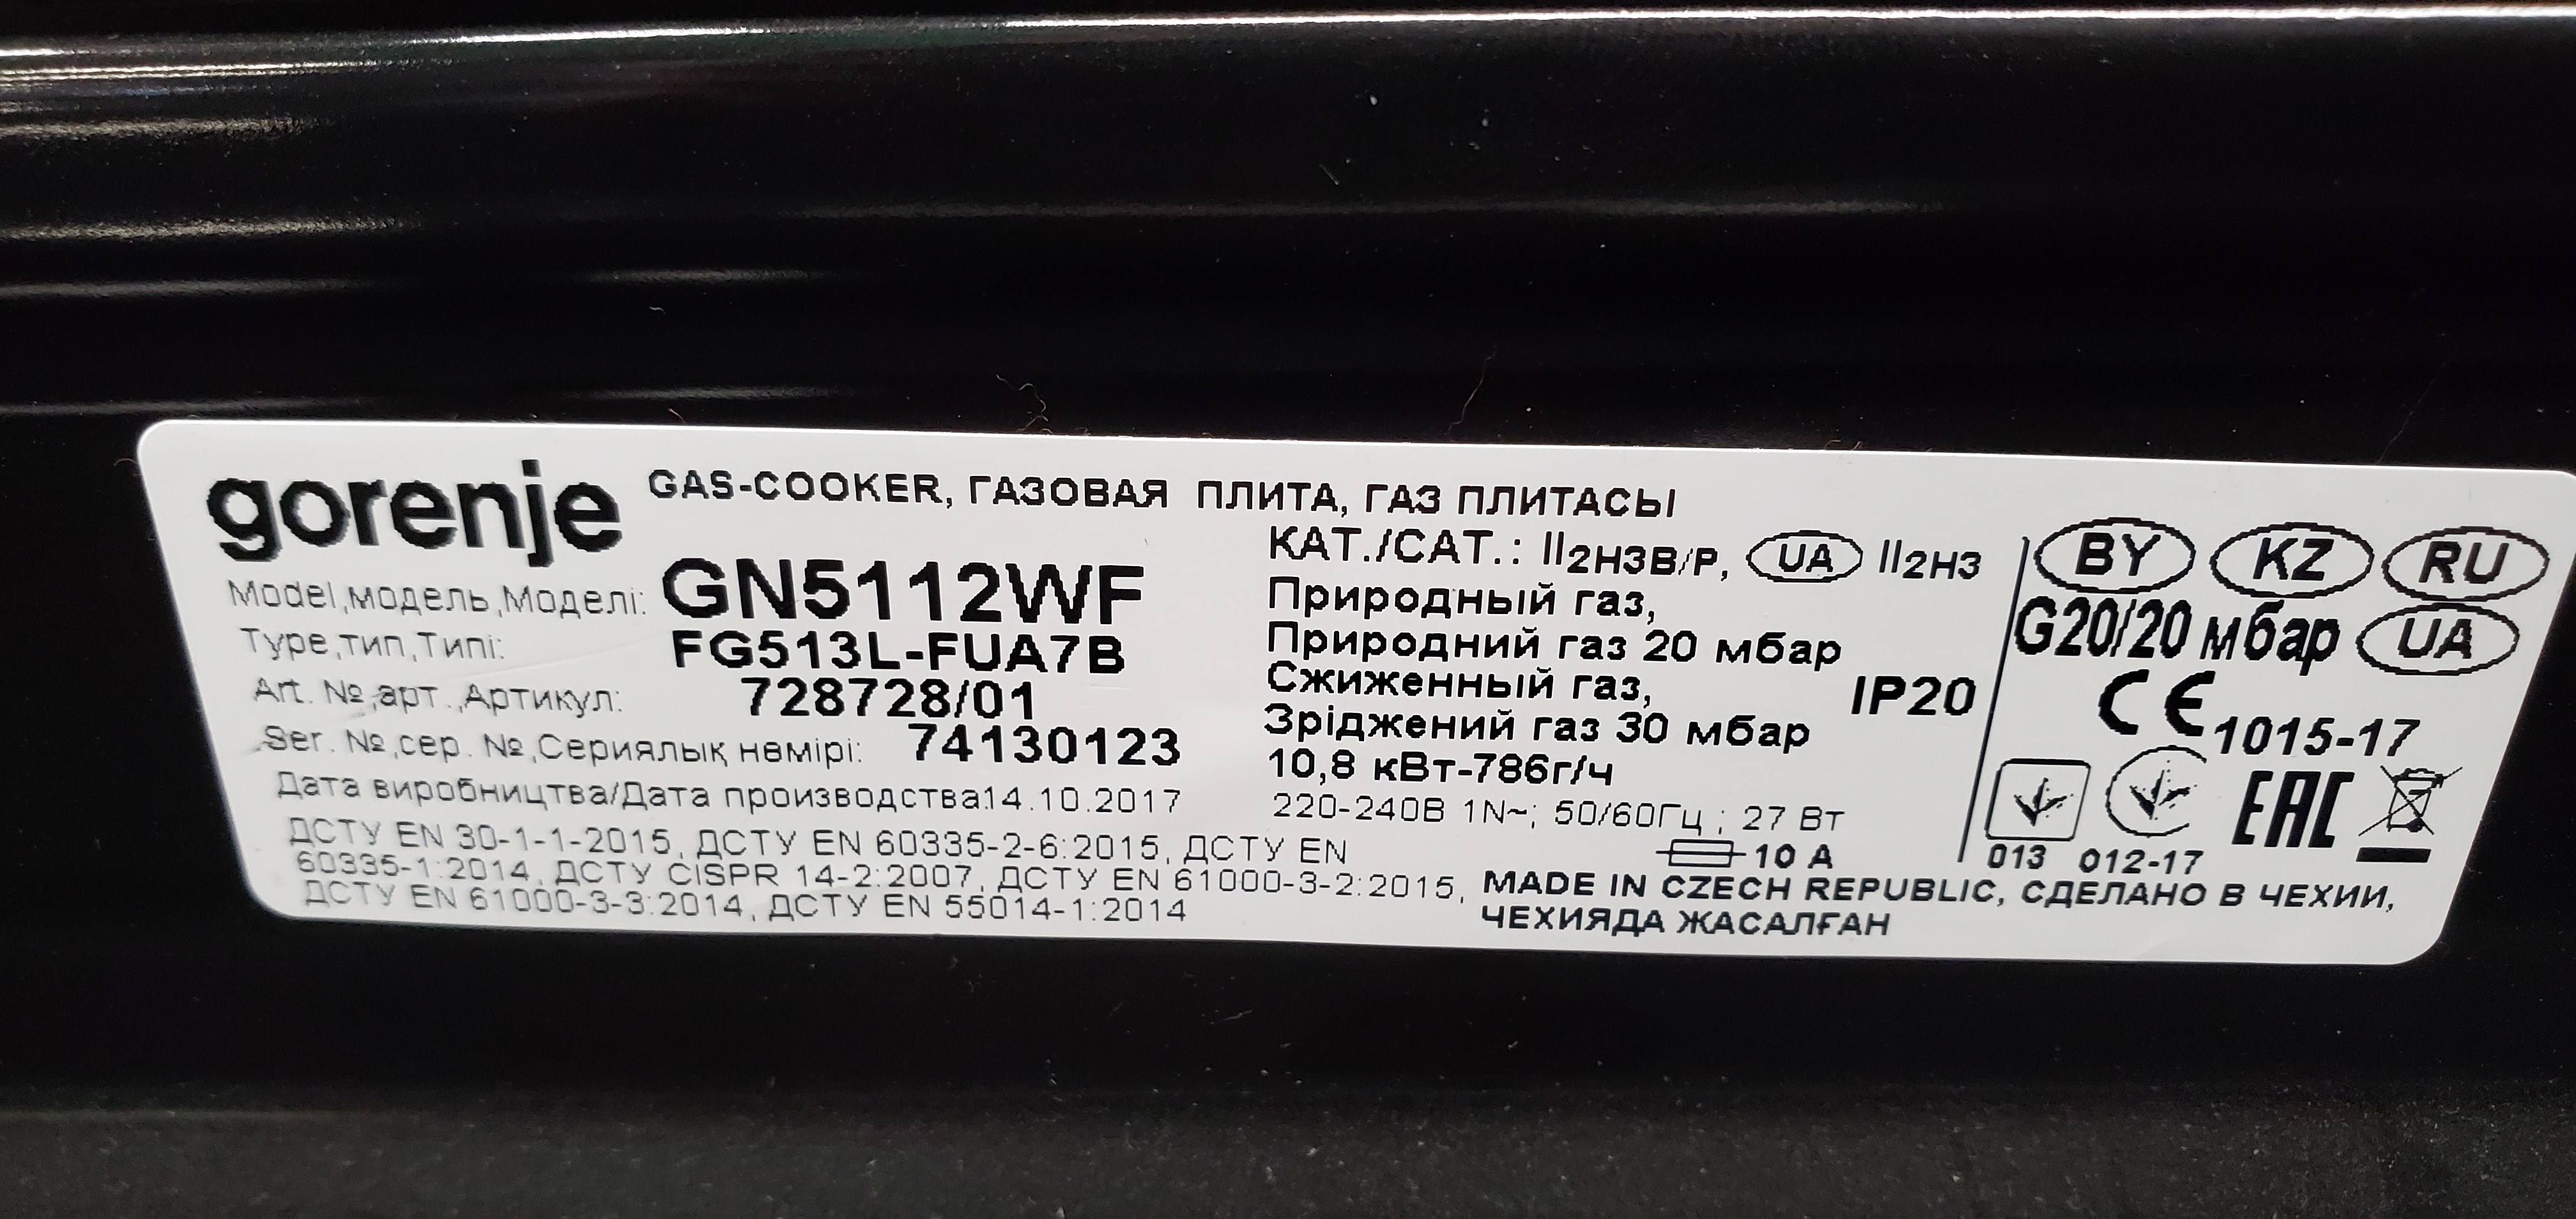 gorenje GAS-COOKER, ГАЗОВАЯ ПЛИТА, ГАЗ ПЛИТАСЫ
Model,модель,Моделі: GN5112WF
Type,тип,Типі: FG513L-FUA7B
Art. №,арт.,Артикул: 728728/01
Ser. №,сер. №,Сериялық нөмірі: 74130123
Дата виробництва/Дата производства14.10.2017
ДСТУ EN 30-1-1-2015, ДСТУ EN 60335-2-6:2015, ДСТУ EN
60335-1:2014, ДСТУ CISPR 14-2:2007, ДСТУ EN 61000-3-2:2015,
ДСТУ EN 61000-3-3:2014, ДСТУ EN 55014-1:2014
КАТ./CAT.: II2H3B/P, UA II2H3
Природный газ,
Природний газ 20 мбар
Сжиженный газ,
Зріджений газ 30 мбар
IP20
10,8 кВт-786г/ч
220-240В 1N~; 50/60Гц ; 27 Вт
10 A
BY KZ RU
G20/20 мбар UA
CE 1015-17
EAC
013 012-17
MADE IN CZECH REPUBLIC, СДЕЛАНО В ЧЕХИИ,
ЧЕХИЯДА ЖАСАЛҒАН